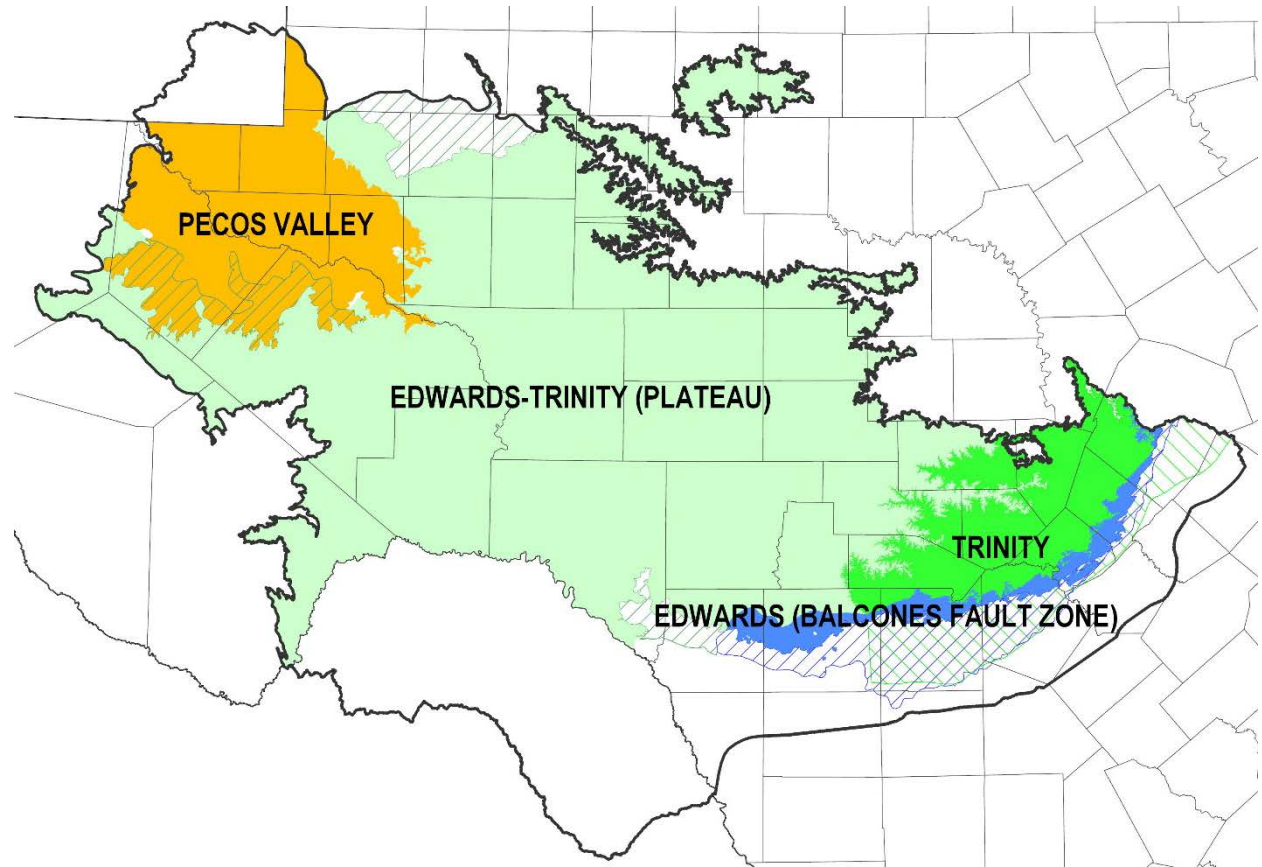 PECOS VALLEY
EDWARDS-TRINITY (PLATEAU)
TRINITY
EDWARDS (BALCONES FAULT ZONE)